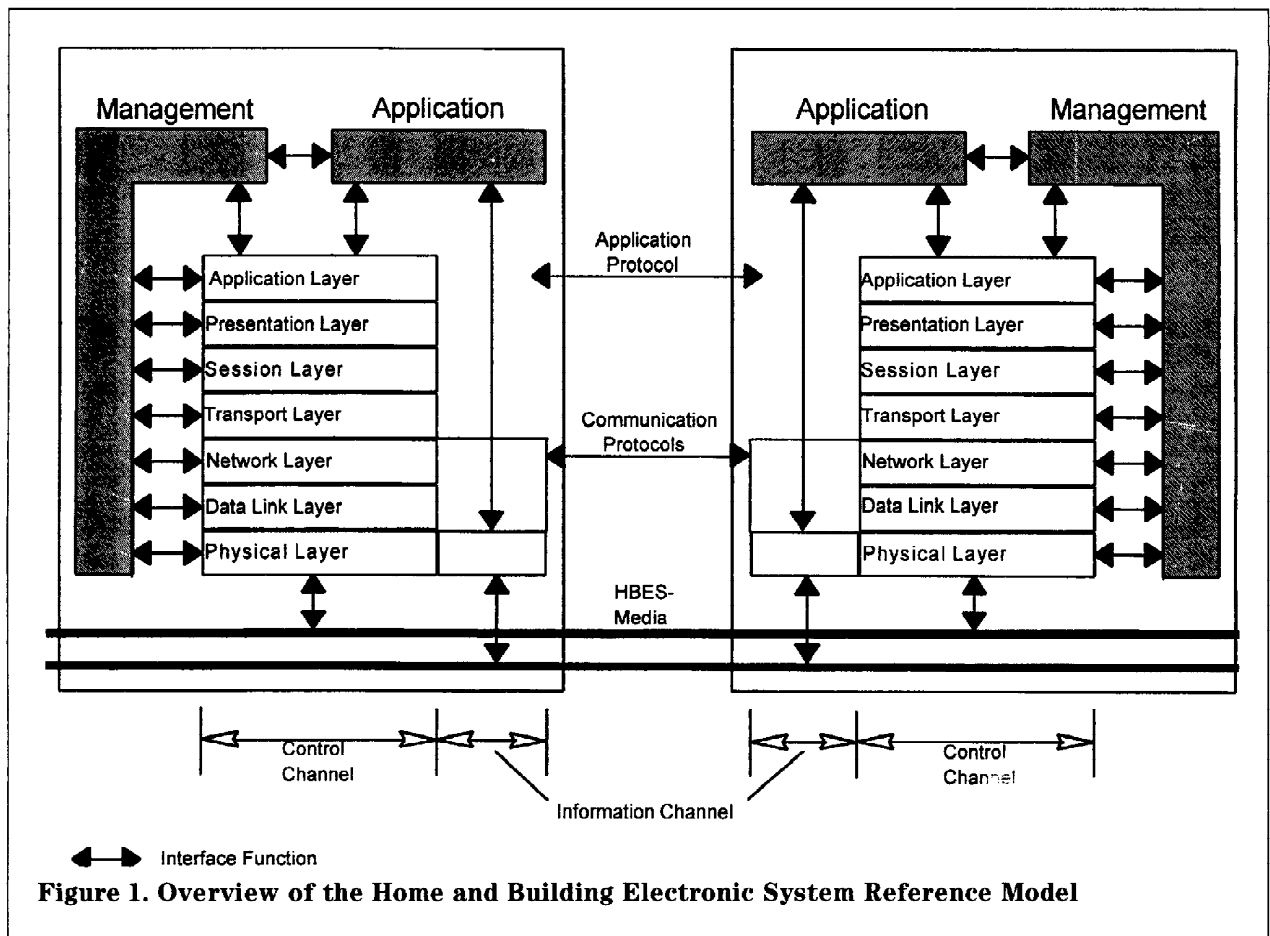 Management Application
Application Management
Application
Protocol
Application Layer
Presentation Layer
Session Layer
Transport Layer
Network Layer
Data Link Layer
Physical Layer
Communication
Protocols
Application Layer
Presentation Layer
Session Layer
Transport Layer
Network Layer
Data Link Layer
Physical Layer
HBES-
Media
Control
Channel
Information Channel
Control
Channel
Interface Function
Figure 1. Overview of the Home and Building Electronic System Reference Model